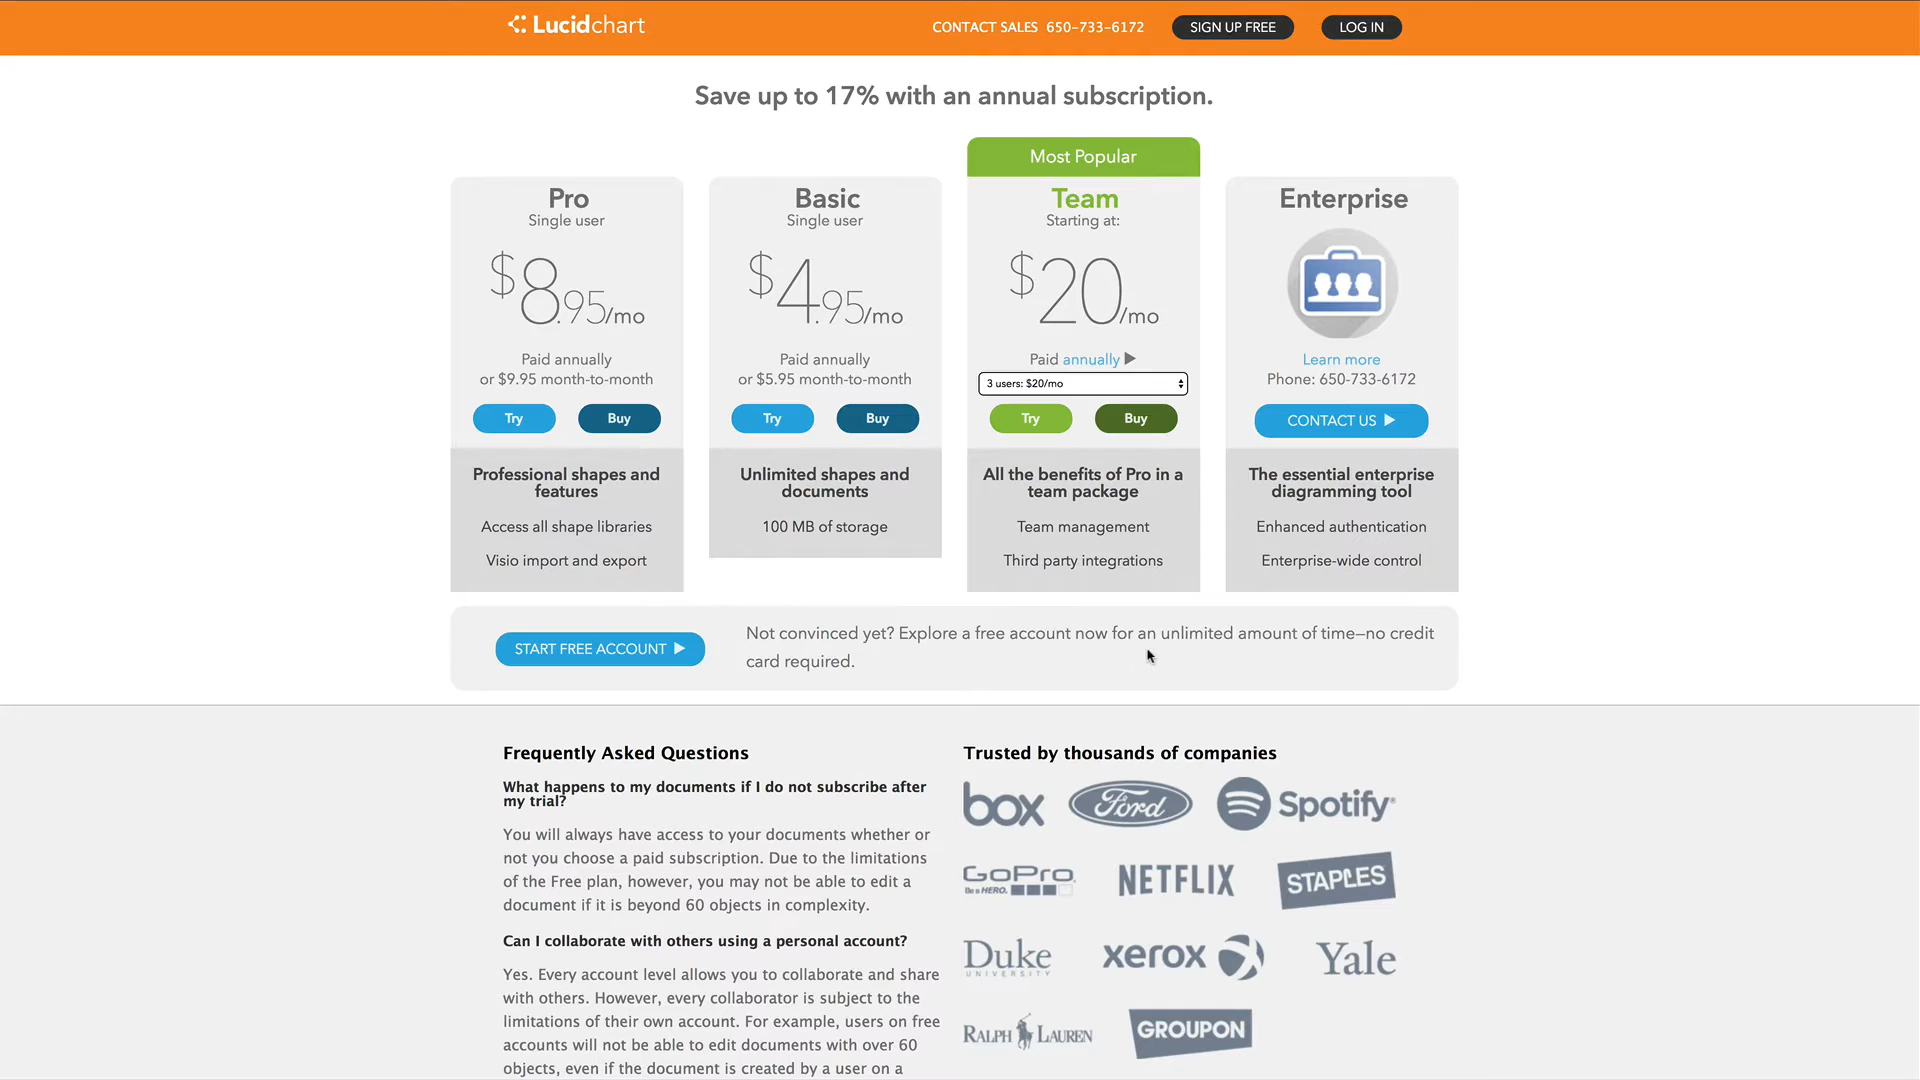 Lucidchart
CONTACT SALES 650-733-6172
SIGN UP FREE
LOG IN
Save up to 17% with an annual subscription.
Pro
Single user
$8.95/mo
Paid annually
or $9.95 month-to-month
Try
Buy
Professional shapes and
features
Access all shape libraries
Visio import and export
Basic
Single user
$4.95/mo
Paid annually
or $5.95 month-to-month
Try
Buy
Unlimited shapes and
documents
100 MB of storage
Most Popular
Team
Starting at:
$20/mo
Paid annually
3 users: $20/mo
Try
Buy
All the benefits of Pro in a
team package
Team management
Third party integrations
Enterprise
Learn more
Phone: 650-733-6172
CONTACT US
The essential enterprise
diagramming tool
Enhanced authentication
Enterprise-wide control
START FREE ACCOUNT
Not convinced yet? Explore a free account now for an unlimited amount of time—no credit
card required.
Frequently Asked Questions
What happens to my documents if I do not subscribe after
my trial?
You will always have access to your documents whether or
not you choose a paid subscription. Due to the limitations
of the Free plan, however, you may not be able to edit a
document if it is beyond 60 objects in complexity.
Can I collaborate with others using a personal account?
Yes. Every account level allows you to collaborate and share
with others. However, every collaborator is subject to the
limitations of their own account. For example, users on free
accounts will not be able to edit documents with over 60
objects, even if the document is created by a user on a
Trusted by thousands of companies
box
Ford
Spotify
GoPro
Be a HERO.
NETFLIX
STAPLES
Duke
UNIVERSITY
xerox
Yale
RALPH LAUREN
GROUPON